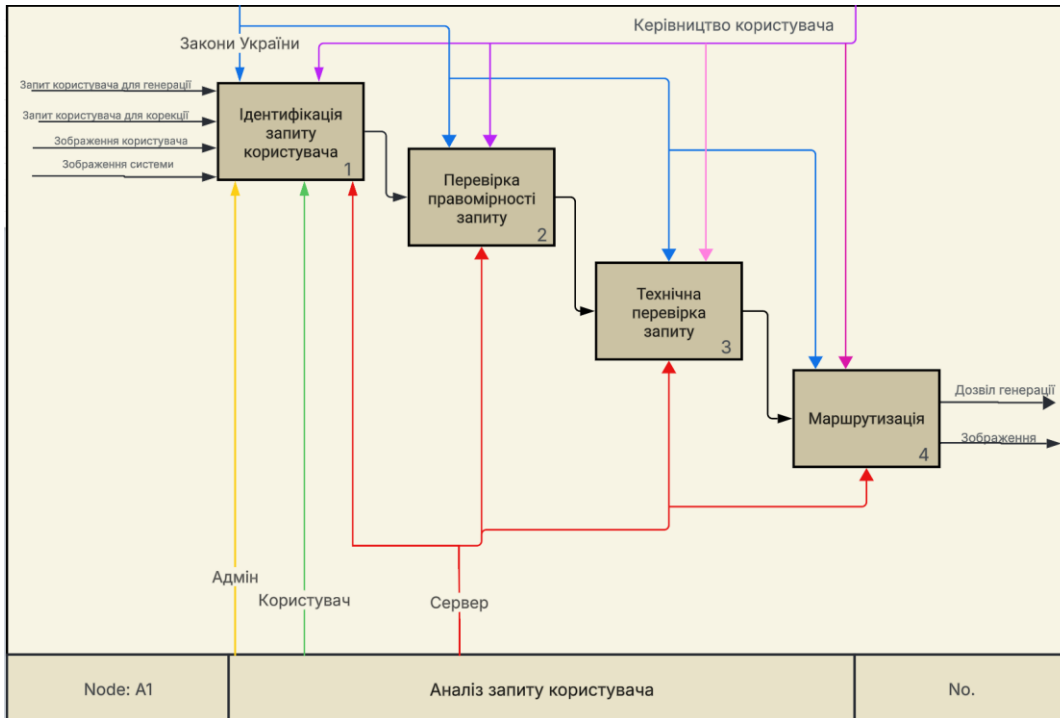 Керівництво користувача
Закони України
Запит користувача для генерації
Запит користувача для корекції
Зображення користувача
Зображення системи
Ідентифікація
запиту
користувача
1
Перевірка
правомірності
запиту
2
Технічна
перевірка
запиту
3
Маршрутизація
4
Дозвіл генерації
Зображення
Адмін
Користувач
Сервер
Node: A1
Аналіз запиту користувача
No.